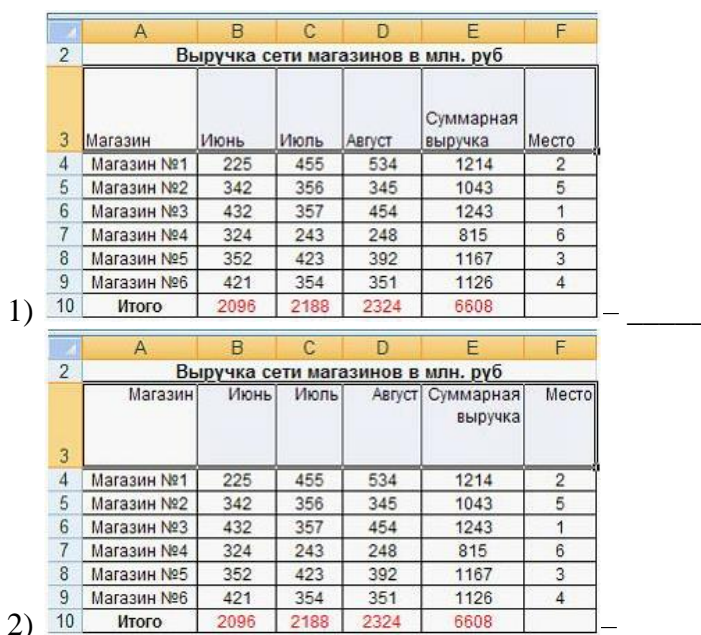 A B C D E F
2 Выручка сети магазинов в млн. руб
3 Магазин Июнь Июль Август Суммарная выручка Место
4 Магазин №1 225 455 534 1214 2
5 Магазин №2 342 356 345 1043 5
6 Магазин №3 432 357 454 1243 1
7 Магазин №4 324 243 248 815 6
8 Магазин №5 352 423 392 1167 3
9 Магазин №6 421 354 351 1126 4
1) 10 Итого 2096 2188 2324 6608 – _____
A B C D E F
2 Выручка сети магазинов в млн. руб
3 Магазин Июнь Июль Август Суммарная выручка Место
4 Магазин №1 225 455 534 1214 2
5 Магазин №2 342 356 345 1043 5
6 Магазин №3 432 357 454 1243 1
7 Магазин №4 324 243 248 815 6
8 Магазин №5 352 423 392 1167 3
9 Магазин №6 421 354 351 1126 4
2) 10 Итого 2096 2188 2324 6608 –